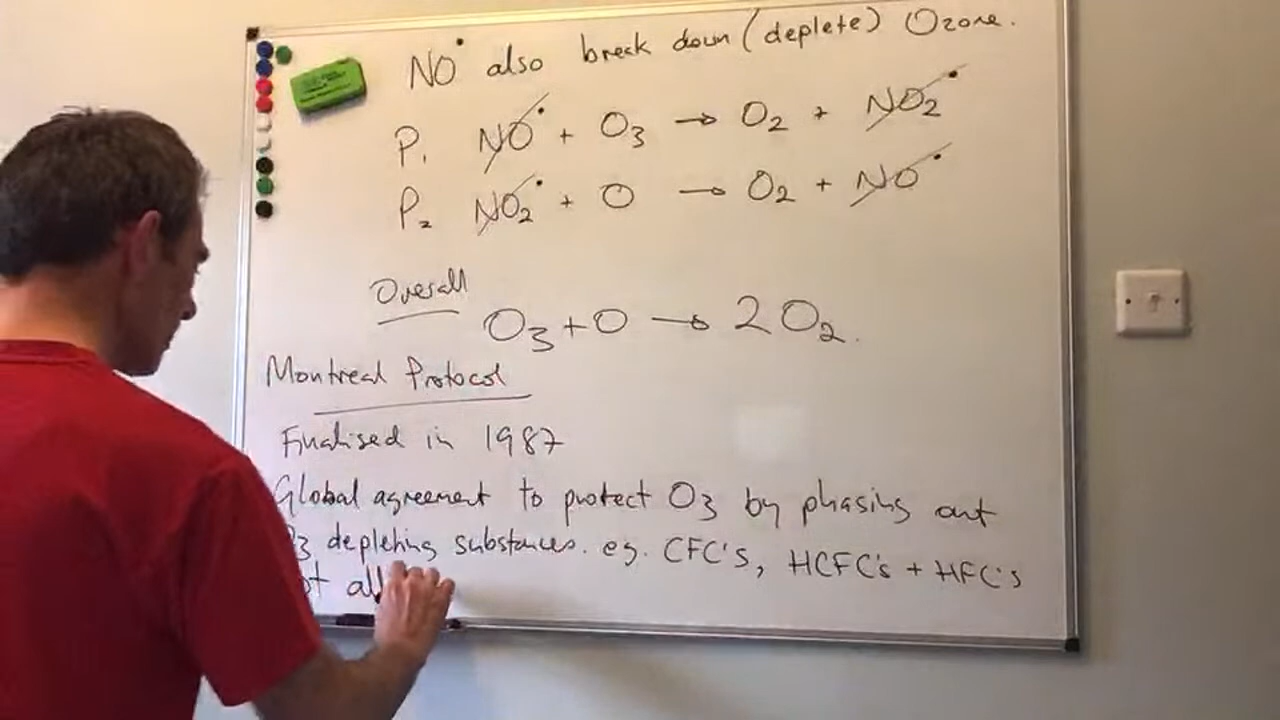 NO• also break down (deplete) Ozone.
P₁ NO• + O₃ → O₂ + NO₂•
P₂ NO₂• + O → O₂ + NO•
Overall
O₃ + O → 2O₂.
Montreal Protocol
Finalised in 1987
Global agreement to protect O₃ by phasing out
depleting substances. eg. CFC's, HCFC's + HFC's
all